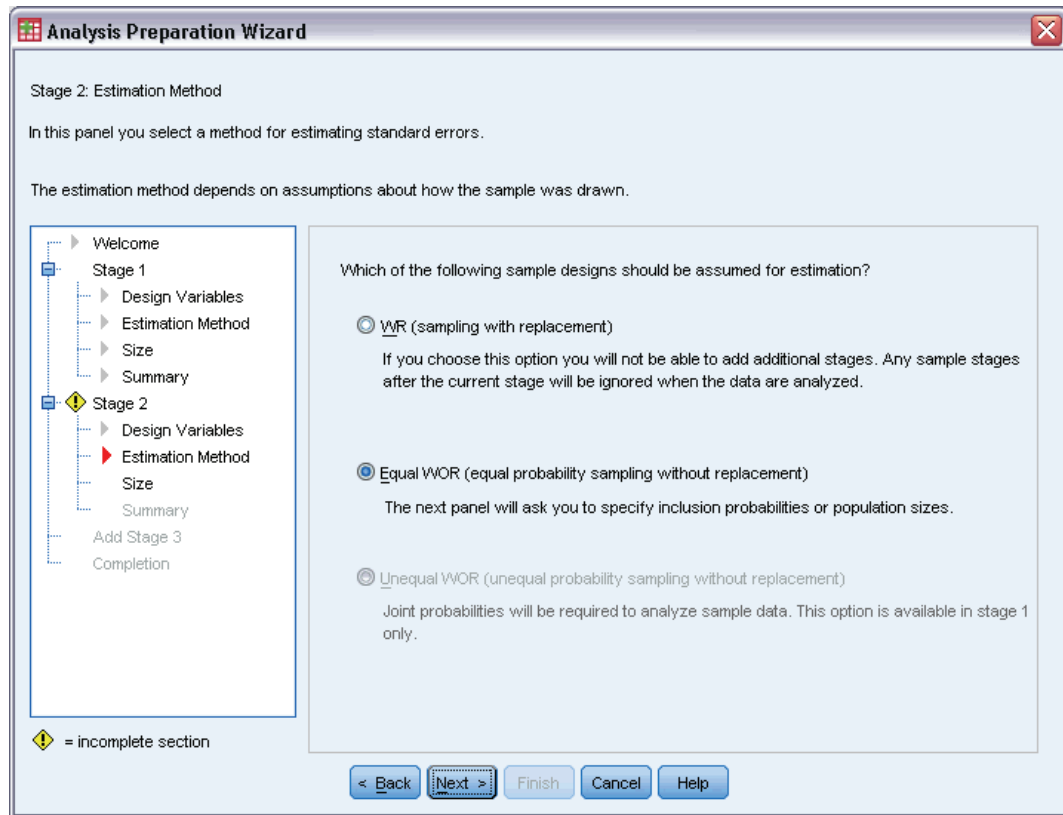 Analysis Preparation Wizard
Stage 2: Estimation Method
In this panel you select a method for estimating standard errors.
The estimation method depends on assumptions about how the sample was drawn.
Welcome
Stage 1
Design Variables
Estimation Method
Size
Summary
Stage 2
Design Variables
Estimation Method
Size
Summary
Add Stage 3
Completion
! = incomplete section
Which of the following sample designs should be assumed for estimation?
WR (sampling with replacement)
If you choose this option you will not be able to add additional stages. Any sample stages
after the current stage will be ignored when the data are analyzed.
Equal WOR (equal probability sampling without replacement)
The next panel will ask you to specify inclusion probabilities or population sizes.
Unequal WOR (unequal probability sampling without replacement)
Joint probabilities will be required to analyze sample data. This option is available in stage 1
only.
< Back Next > Finish Cancel Help